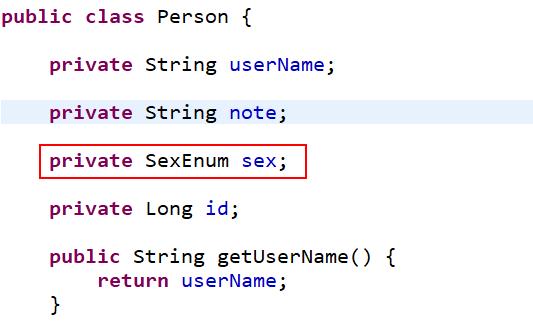 public class Person {
    private String userName;
    private String note;
    private SexEnum sex;
    private Long id;
    public String getUserName() {
        return userName;
    }